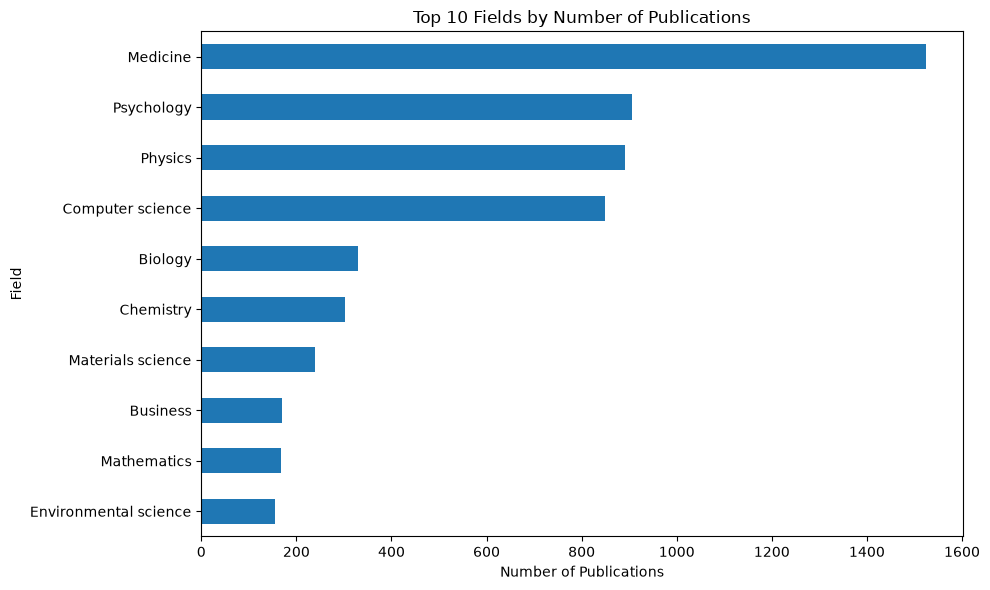 Top 10 Fields by Number of Publications
Medicine
Psychology
Physics
Computer science
Biology
Chemistry
Materials science
Business
Mathematics
Environmental science
Field
0 200 400 600 800 1000 1200 1400 1600
Number of Publications